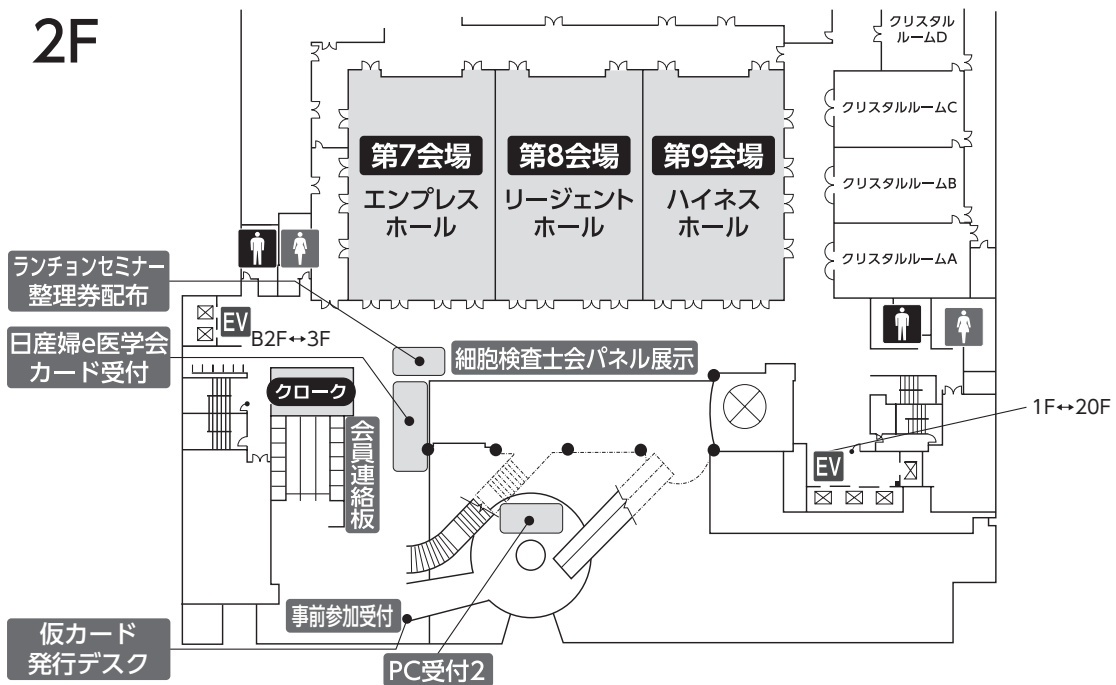 2F
クリスタル
ルームD
クリスタルルームC
クリスタルルームB
クリスタルルームA
第7会場
エンプレス
ホール
第8会場
リージェント
ホール
第9会場
ハイネス
ホール
ランチョンセミナー
整理券配布
EV
B2F↔3F
日産婦e医学会
カード受付
細胞検査士会パネル展示
クローク
会員連絡板
1F↔20F
EV
事前参加受付
仮カード
発行デスク
PC受付2